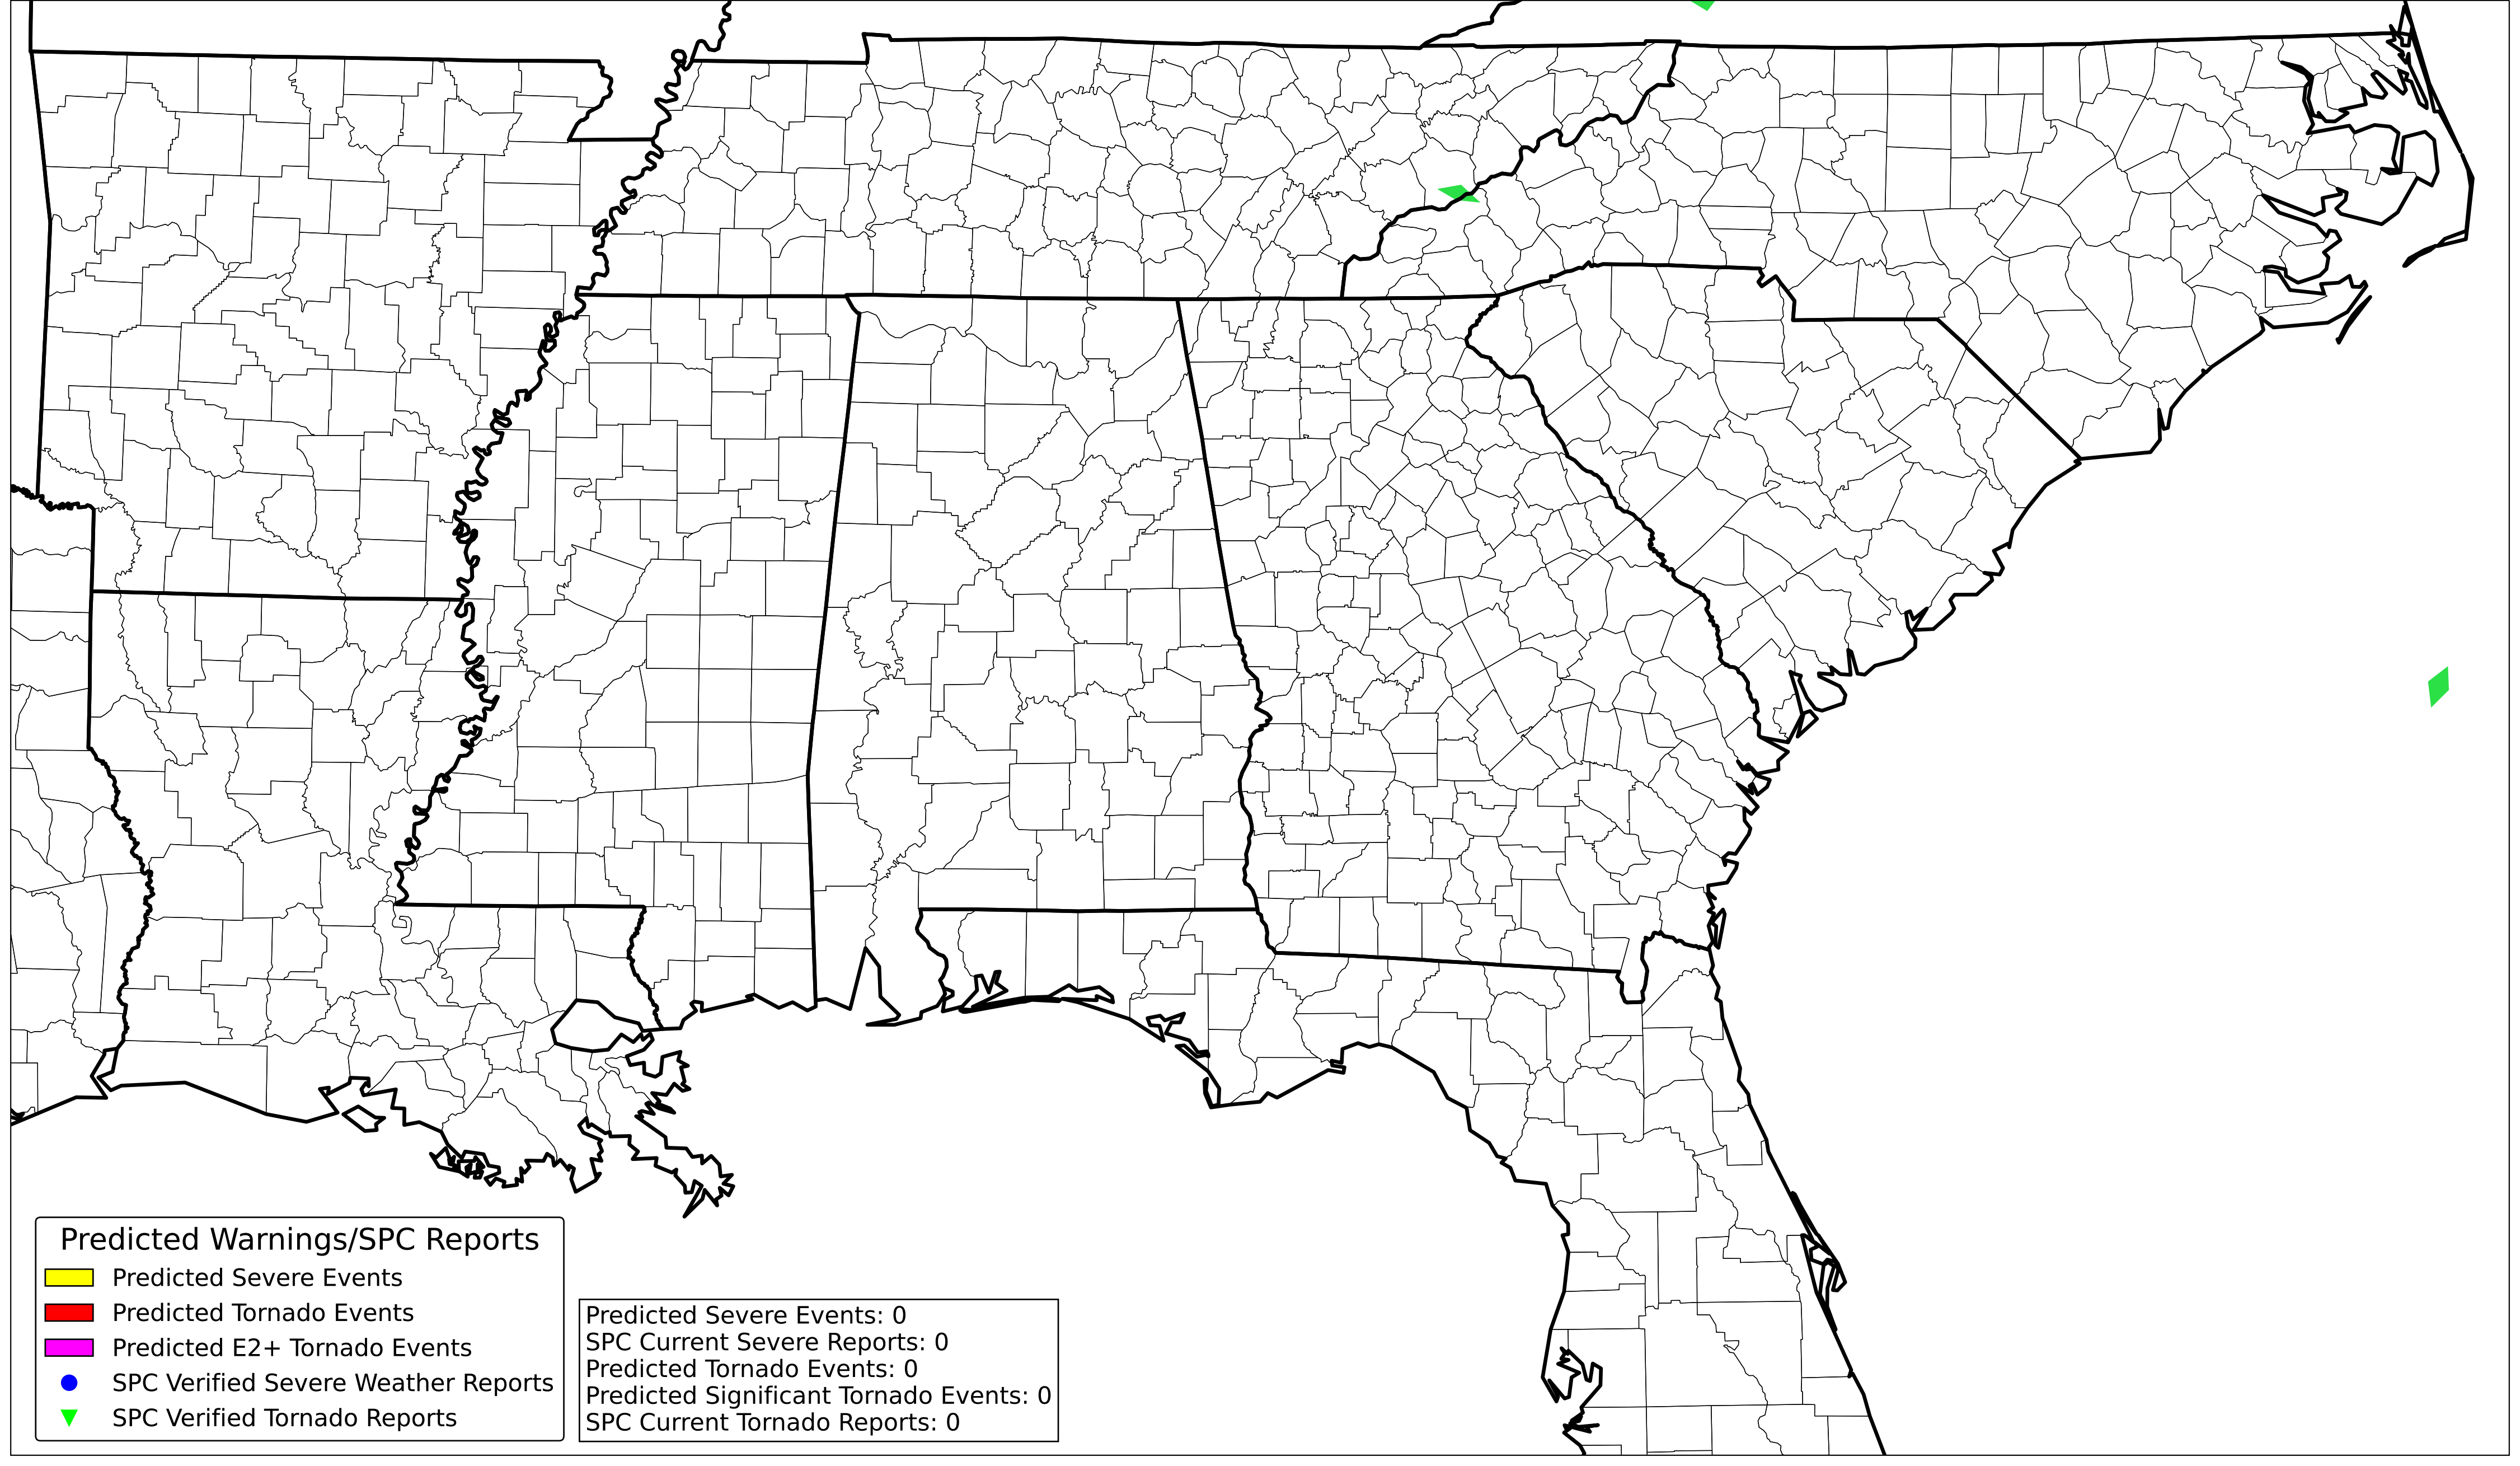 Predicted Warnings/SPC Reports
Predicted Severe Events
Predicted Tornado Events
Predicted E2+ Tornado Events
SPC Verified Severe Weather Reports
SPC Verified Tornado Reports
Predicted Severe Events: 0
SPC Current Severe Reports: 0
Predicted Tornado Events: 0
Predicted Significant Tornado Events: 0
SPC Current Tornado Reports: 0